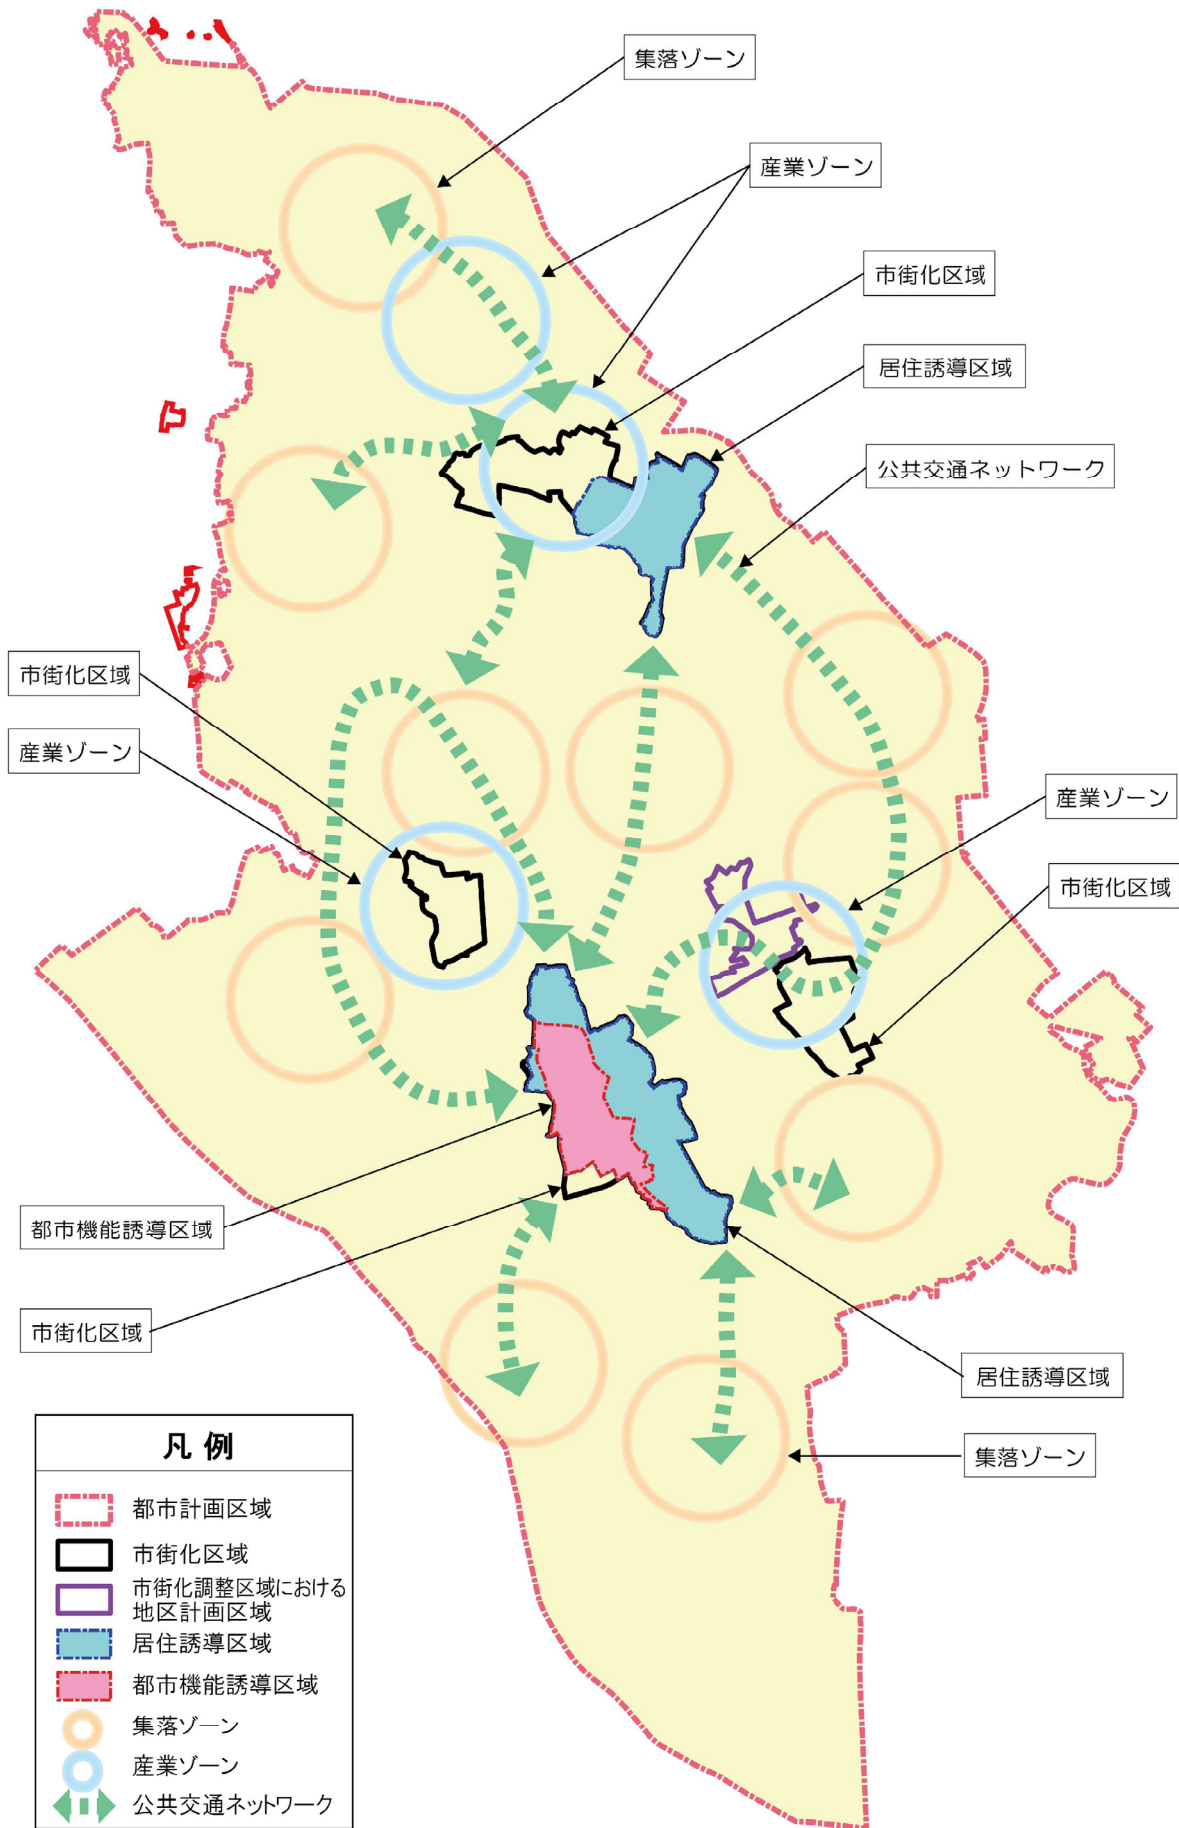 集落ゾーン
産業ゾーン
市街化区域
居住誘導区域
公共交通ネットワーク
市街化区域
産業ゾーン
産業ゾーン
市街化区域
都市機能誘導区域
市街化区域
居住誘導区域
集落ゾーン
凡例
都市計画区域
市街化区域
市街化調整区域における
地区計画区域
居住誘導区域
都市機能誘導区域
集落ゾーン
産業ゾーン
公共交通ネットワーク